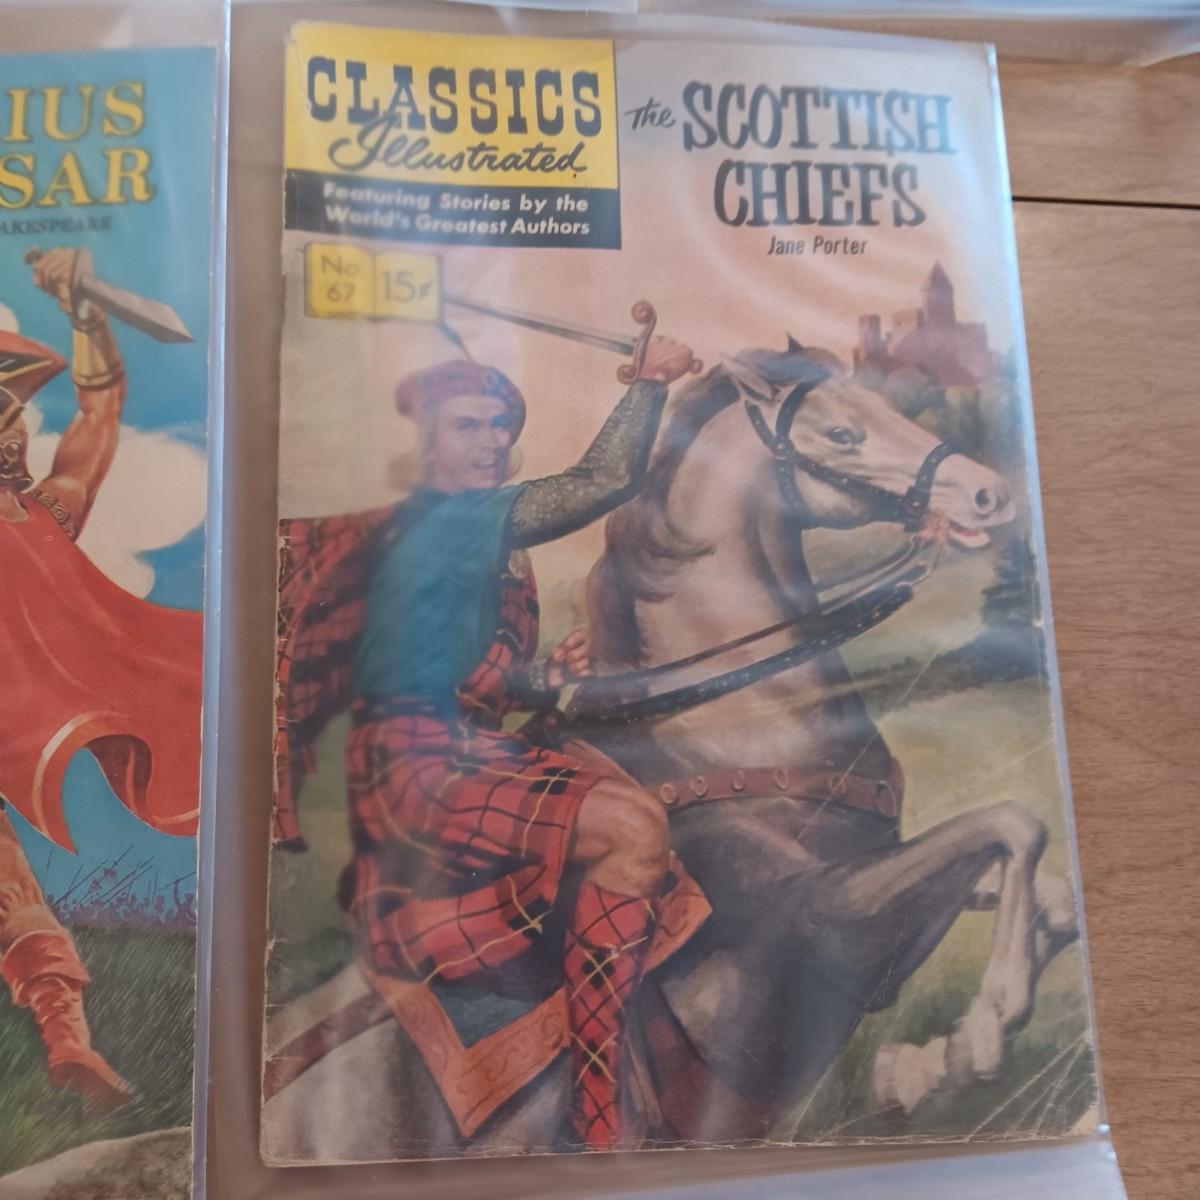 IUS
SAR
AKESPEARE
CLASSICS
Illustrated
Featuring Stories by the
World's Greatest Authors
No 67
15¢
The SCOTTISH
CHIEFS
Jane Porter